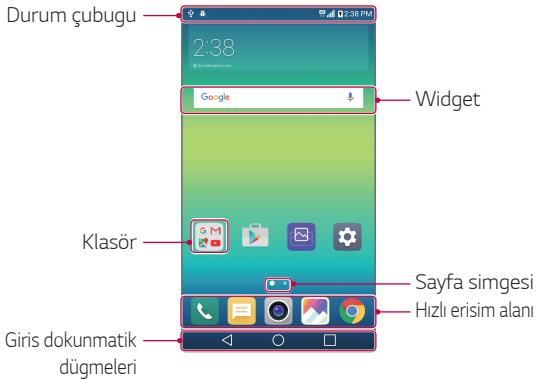 Durum çubugu
2:38 PM
2:38
Google
Widget
G M
Klasör
Sayfa simgesi
Hızlı erisim alanı
Giris dokunmatik
dügmeleri